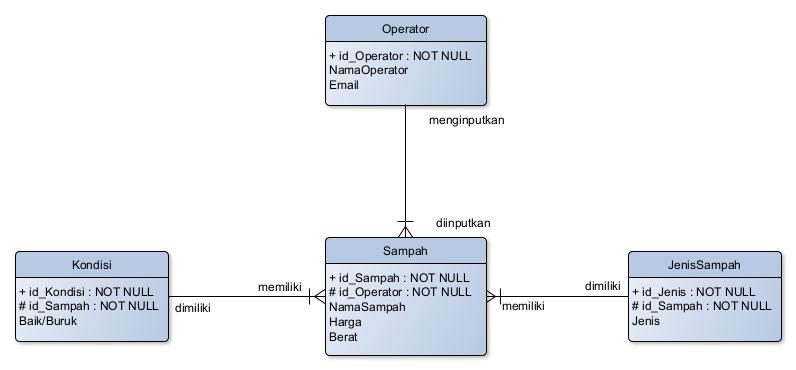 Operator
+ id_Operator : NOT NULL
NamaOperator
Email
menginputkan
diinputkan
Kondisi
+ id_Kondisi : NOT NULL
# id_Sampah : NOT NULL
Baik/Buruk
memiliki
dimiliki
Sampah
+ id_Sampah : NOT NULL
# id_Operator : NOT NULL
NamaSampah
Harga
Berat
dimiliki
memiliki
JenisSampah
+ id_Jenis : NOT NULL
# id_Sampah : NOT NULL
Jenis